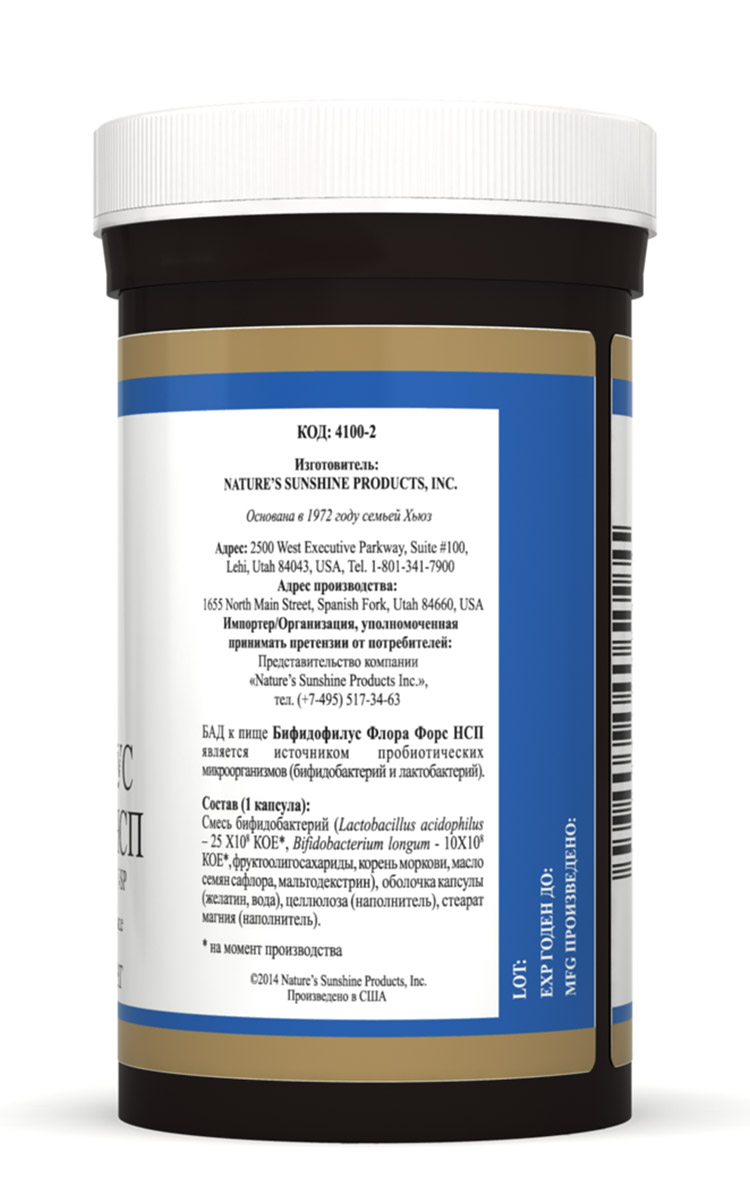 КОД: 4100-2
Изготовитель:
NATURE'S SUNSHINE PRODUCTS, INC.
Основана в 1972 году семьей Хьюз
Адрес: 2500 West Executive Parkway, Suite #100,
Lehi, Utah 84043, USA, Tel. 1-801-341-7900
Адрес производства:
1655 North Main Street, Spanish Fork, Utah 84660, USA
Импортер/Организация, уполномоченная
принимать претензии от потребителей:
Представительство компании
«Nature's Sunshine Products Inc.»,
тел. (+7-495) 517-34-63
БАД к пище Бифидофилус Флора Форс НСП
является источником пробиотических
микроорганизмов (бифидобактерий и лактобактерий).
Состав (1 капсула):
Смесь бифидобактерий (Lactobacillus acidophilus
– 25 X10⁸ КОЕ*, Bifidobacterium longum - 10X10⁸
КОЕ*, фруктоолигосахариды, корень моркови, масло
семян сафлора, мальтодекстрин), оболочка капсулы
(желатин, вода), целлюлоза (наполнитель), стеарат
магния (наполнитель).
* на момент производства
©2014 Nature's Sunshine Products, Inc.
Произведено в США
УС
НСП
LOT:
EXP ГОДЕН ДО:
MFG ПРОИЗВЕДЕНО: